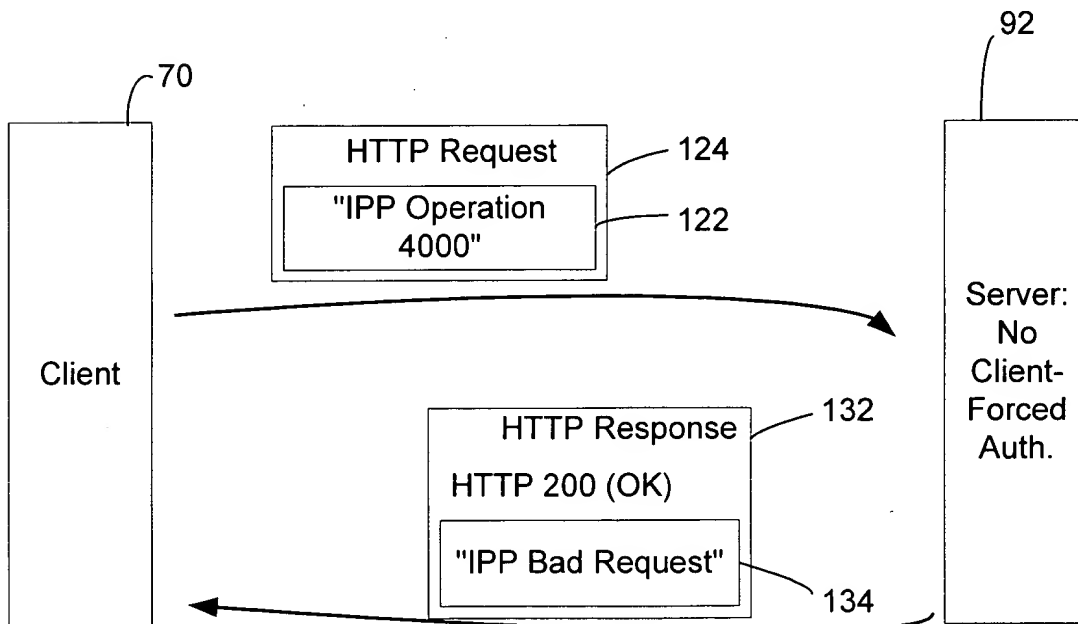 92
70
HTTP Request
124
"IPP Operation
4000"
122
Client
Server:
No
Client-
Forced
Auth.
HTTP Response
132
HTTP 200 (OK)
"IPP Bad Request"
134